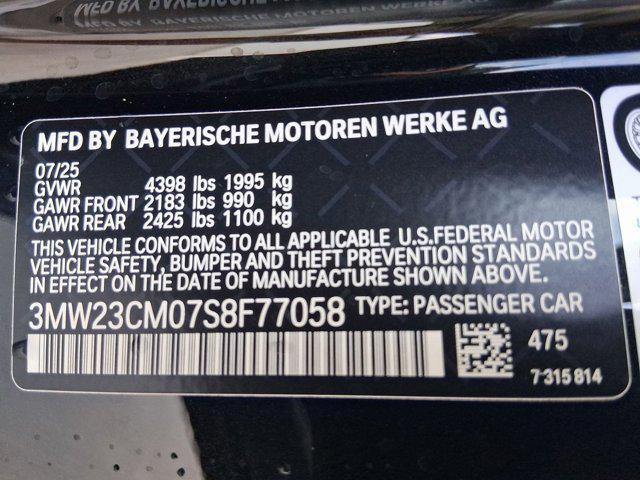 MFD BY BAYERISCHE MOTOREN WERKE AG
07/25
GVWR 4398 lbs 1995 kg
GAWR FRONT 2183 lbs 990 kg
GAWR REAR 2425 lbs 1100 kg
THIS VEHICLE CONFORMS TO ALL APPLICABLE U.S.FEDERAL MOTOR
VEHICLE SAFETY, BUMPER AND THEFT PREVENTION STANDARDS
IN EFFECT ON THE DATE OF MANUFACTURE SHOWN ABOVE.
3MW23CM07S8F77058 TYPE: PASSENGER CAR
475
7 315 814